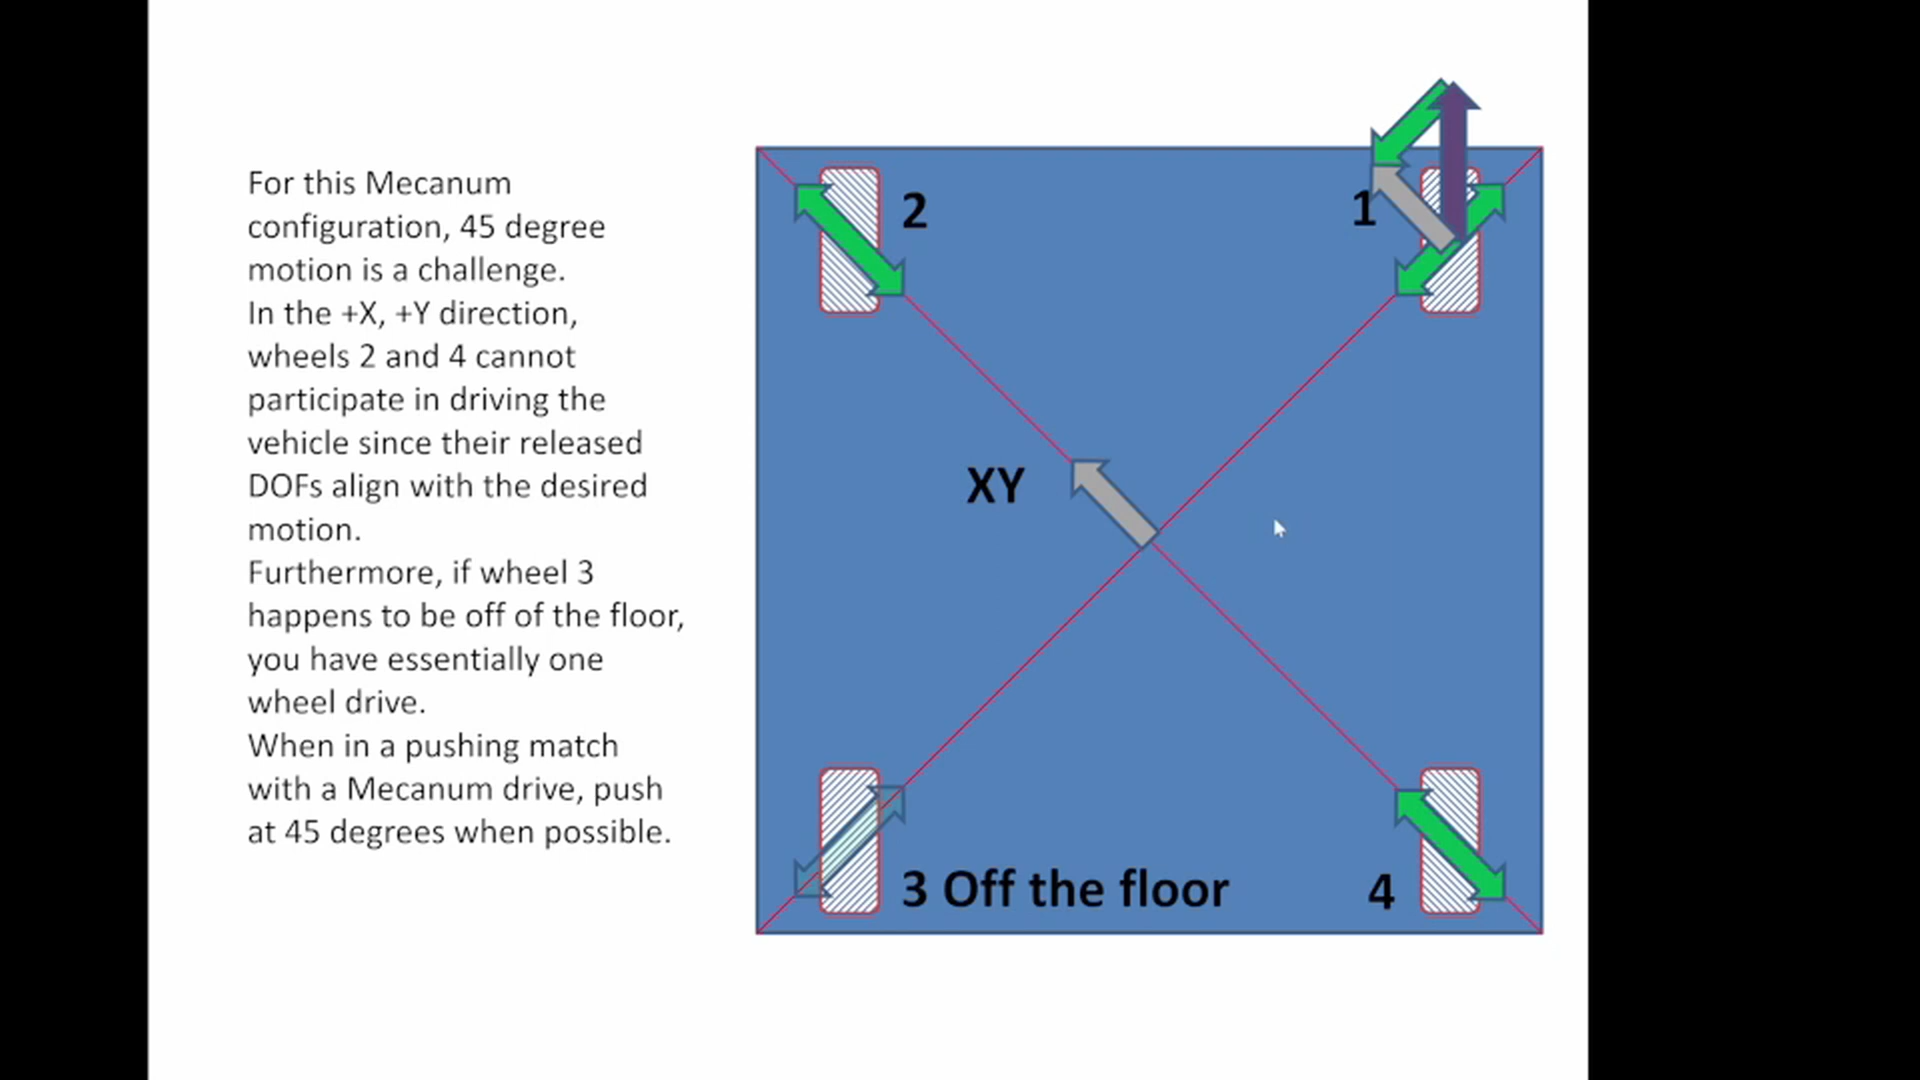 For this Mecanum
configuration, 45 degree
motion is a challenge.
In the +X, +Y direction,
wheels 2 and 4 cannot
participate in driving the
vehicle since their released
DOFs align with the desired
motion.
Furthermore, if wheel 3
happens to be off of the floor,
you have essentially one
wheel drive.
When in a pushing match
with a Mecanum drive, push
at 45 degrees when possible.
2
1
XY
3 Off the floor
4